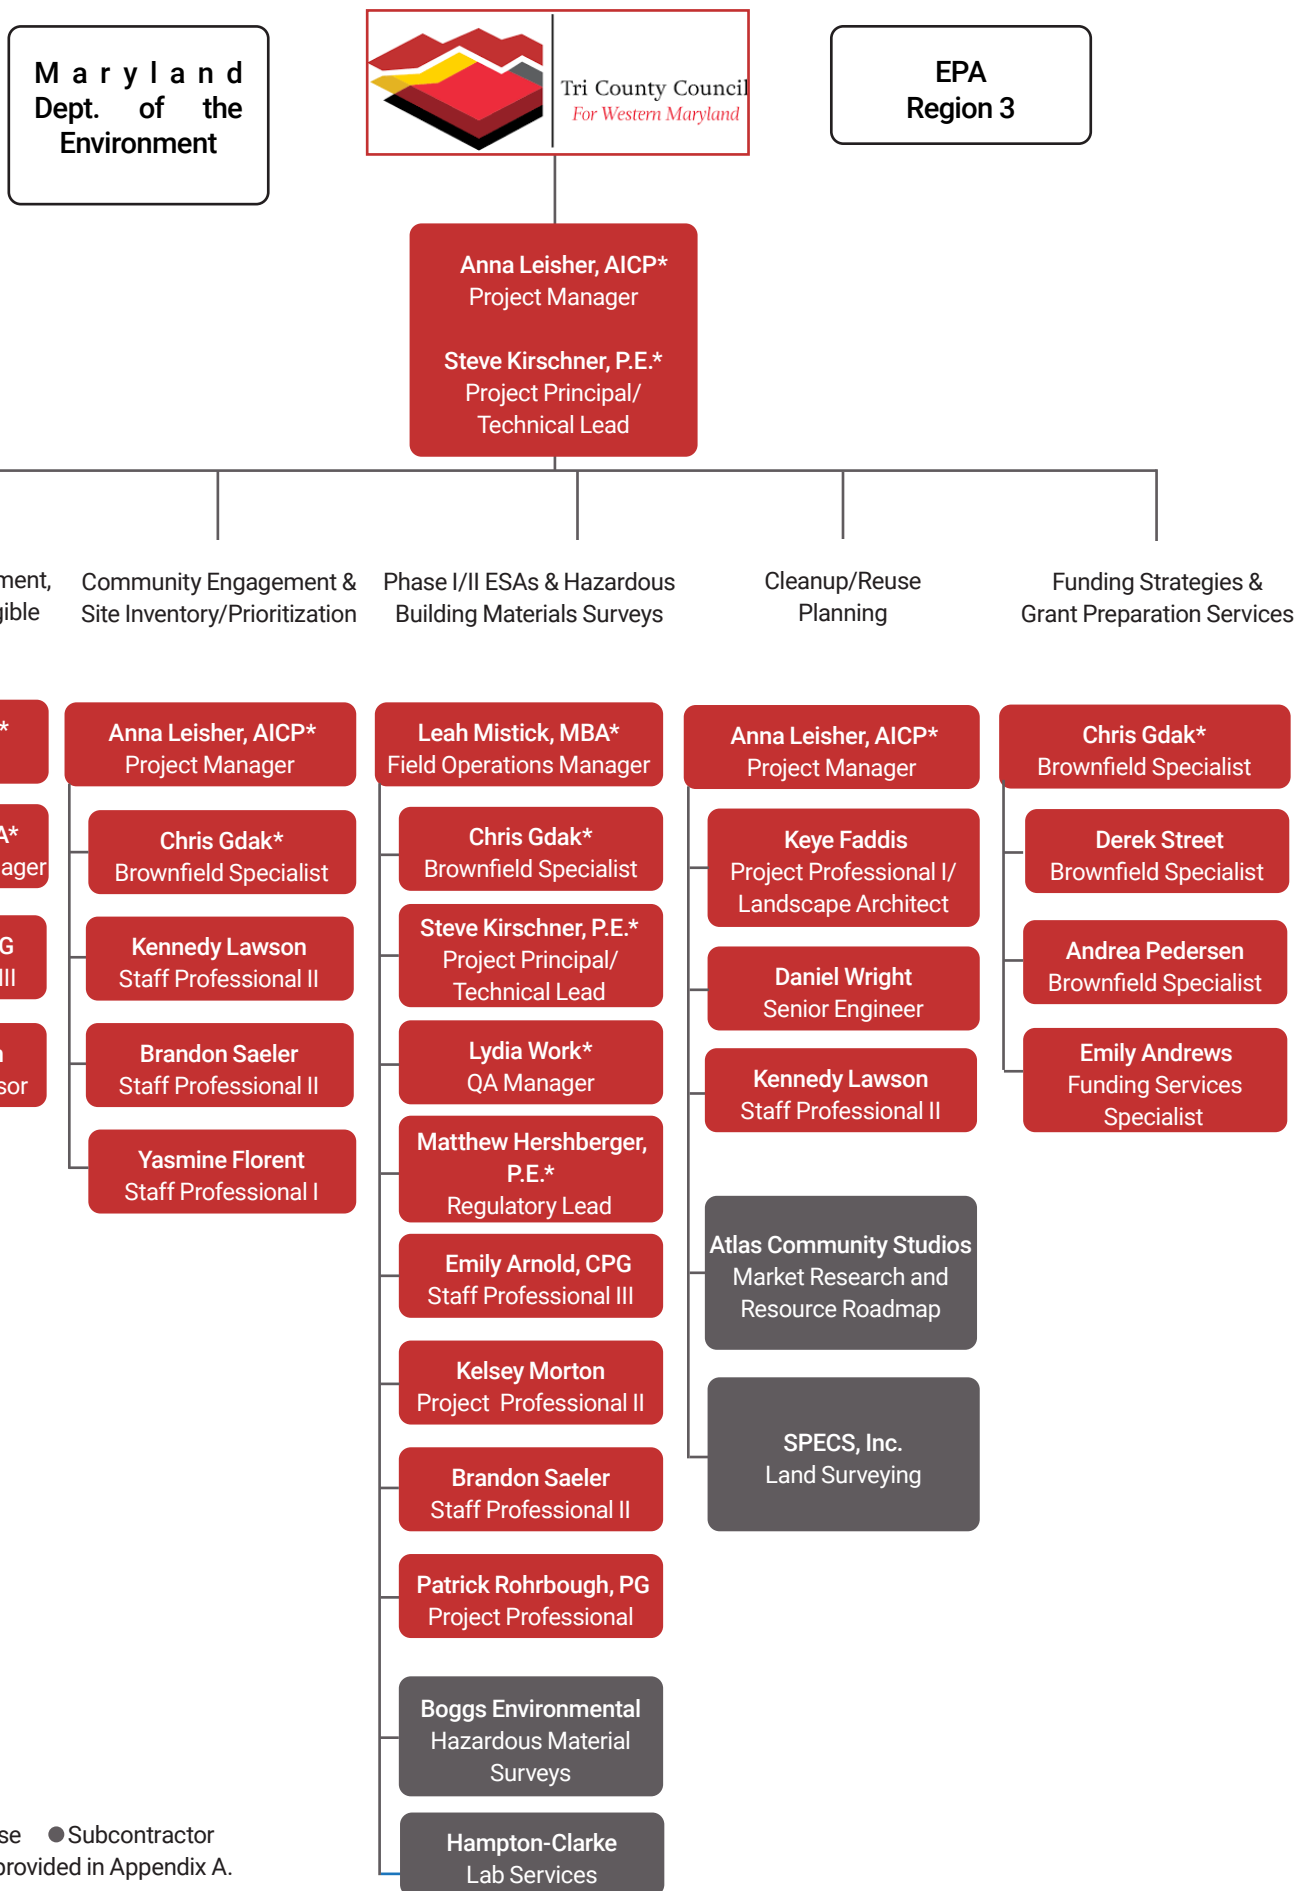 Maryland
Dept. of the
Environment
Tri County Council
For Western Maryland
EPA
Region 3
Anna Leisher, AICP*
Project Manager
Steve Kirschner, P.E.*
Project Principal/
Technical Lead
Community Engagement &
Site Inventory/Prioritization
Phase I/II ESAs & Hazardous
Building Materials Surveys
Cleanup/Reuse
Planning
Funding Strategies &
Grant Preparation Services
Anna Leisher, AICP*
Project Manager
Chris Gdak*
Brownfield Specialist
Kennedy Lawson
Staff Professional II
Brandon Saeler
Staff Professional II
Yasmine Florent
Staff Professional I
Leah Mistick, MBA*
Field Operations Manager
Chris Gdak*
Brownfield Specialist
Steve Kirschner, P.E.*
Project Principal/
Technical Lead
Lydia Work*
QA Manager
Matthew Hershberger,
P.E.*
Regulatory Lead
Emily Arnold, CPG
Staff Professional III
Kelsey Morton
Project Professional II
Brandon Saeler
Staff Professional II
Patrick Rohrbough, PG
Project Professional
Boggs Environmental
Hazardous Material
Surveys
Hampton-Clarke
Lab Services
Anna Leisher, AICP*
Project Manager
Keye Faddis
Project Professional I/
Landscape Architect
Daniel Wright
Senior Engineer
Kennedy Lawson
Staff Professional II
Atlas Community Studios
Market Research and
Resource Roadmap
SPECS, Inc.
Land Surveying
Chris Gdak*
Brownfield Specialist
Derek Street
Brownfield Specialist
Andrea Pedersen
Brownfield Specialist
Emily Andrews
Funding Services
Specialist
Subcontractor
provided in Appendix A.